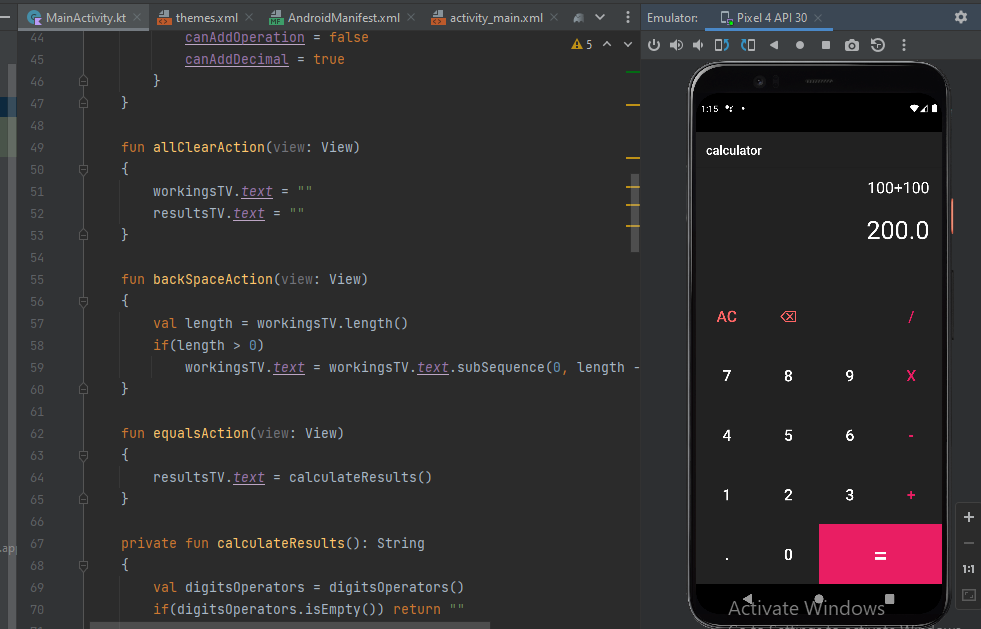 MainActivity.kt themes.xml AndroidManifest.xml activity_main.xml Emulator: Pixel 4 API 30
44 canAddOperation = false
45 canAddDecimal = true
5
46 }
47 }
48
49 fun allClearAction(view: View)
50 {
51 workingsTV.text = ""
52 resultsTV.text = ""
53 }
54
55 fun backSpaceAction(view: View)
56 {
57 val length = workingsTV.length()
58 if(length > 0)
59 workingsTV.text = workingsTV.text.subSequence(0, length -
60 }
61
62 fun equalsAction(view: View)
63 {
64 resultsTV.text = calculateResults()
65 }
66
67 private fun calculateResults(): String
68 {
69 val digitsOperators = digitsOperators()
70 if(digitsOperators.isEmpty()) return ""
.app
1:15
calculator
100+100
200.0
AC /
7 8 9 X
4 5 6 -
1 2 3 +
. 0 =
+
-
1:1
Activate Windows
Go to Settings to activate Windows.